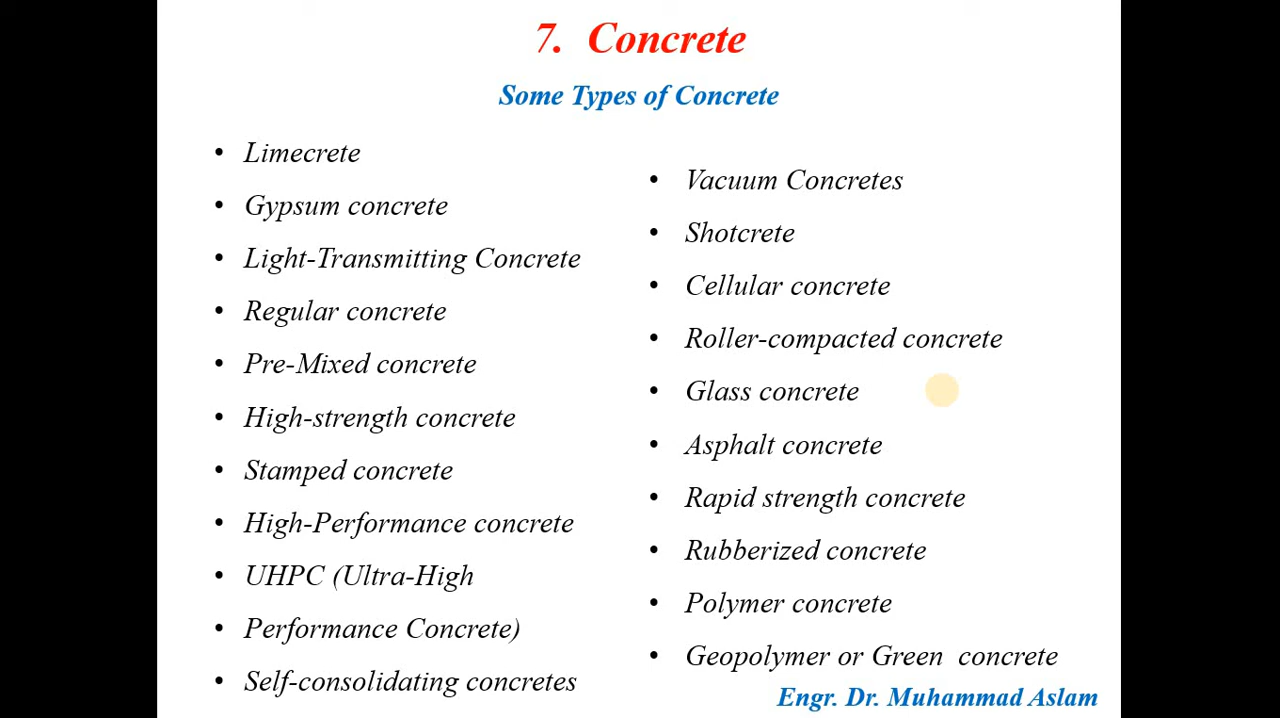 7. Concrete
Some Types of Concrete
• Limecrete
• Gypsum concrete
• Light-Transmitting Concrete
• Regular concrete
• Pre-Mixed concrete
• High-strength concrete
• Stamped concrete
• High-Performance concrete
• UHPC (Ultra-High
• Performance Concrete)
• Self-consolidating concretes
• Vacuum Concretes
• Shotcrete
• Cellular concrete
• Roller-compacted concrete
• Glass concrete
• Asphalt concrete
• Rapid strength concrete
• Rubberized concrete
• Polymer concrete
• Geopolymer or Green concrete
Engr. Dr. Muhammad Aslam